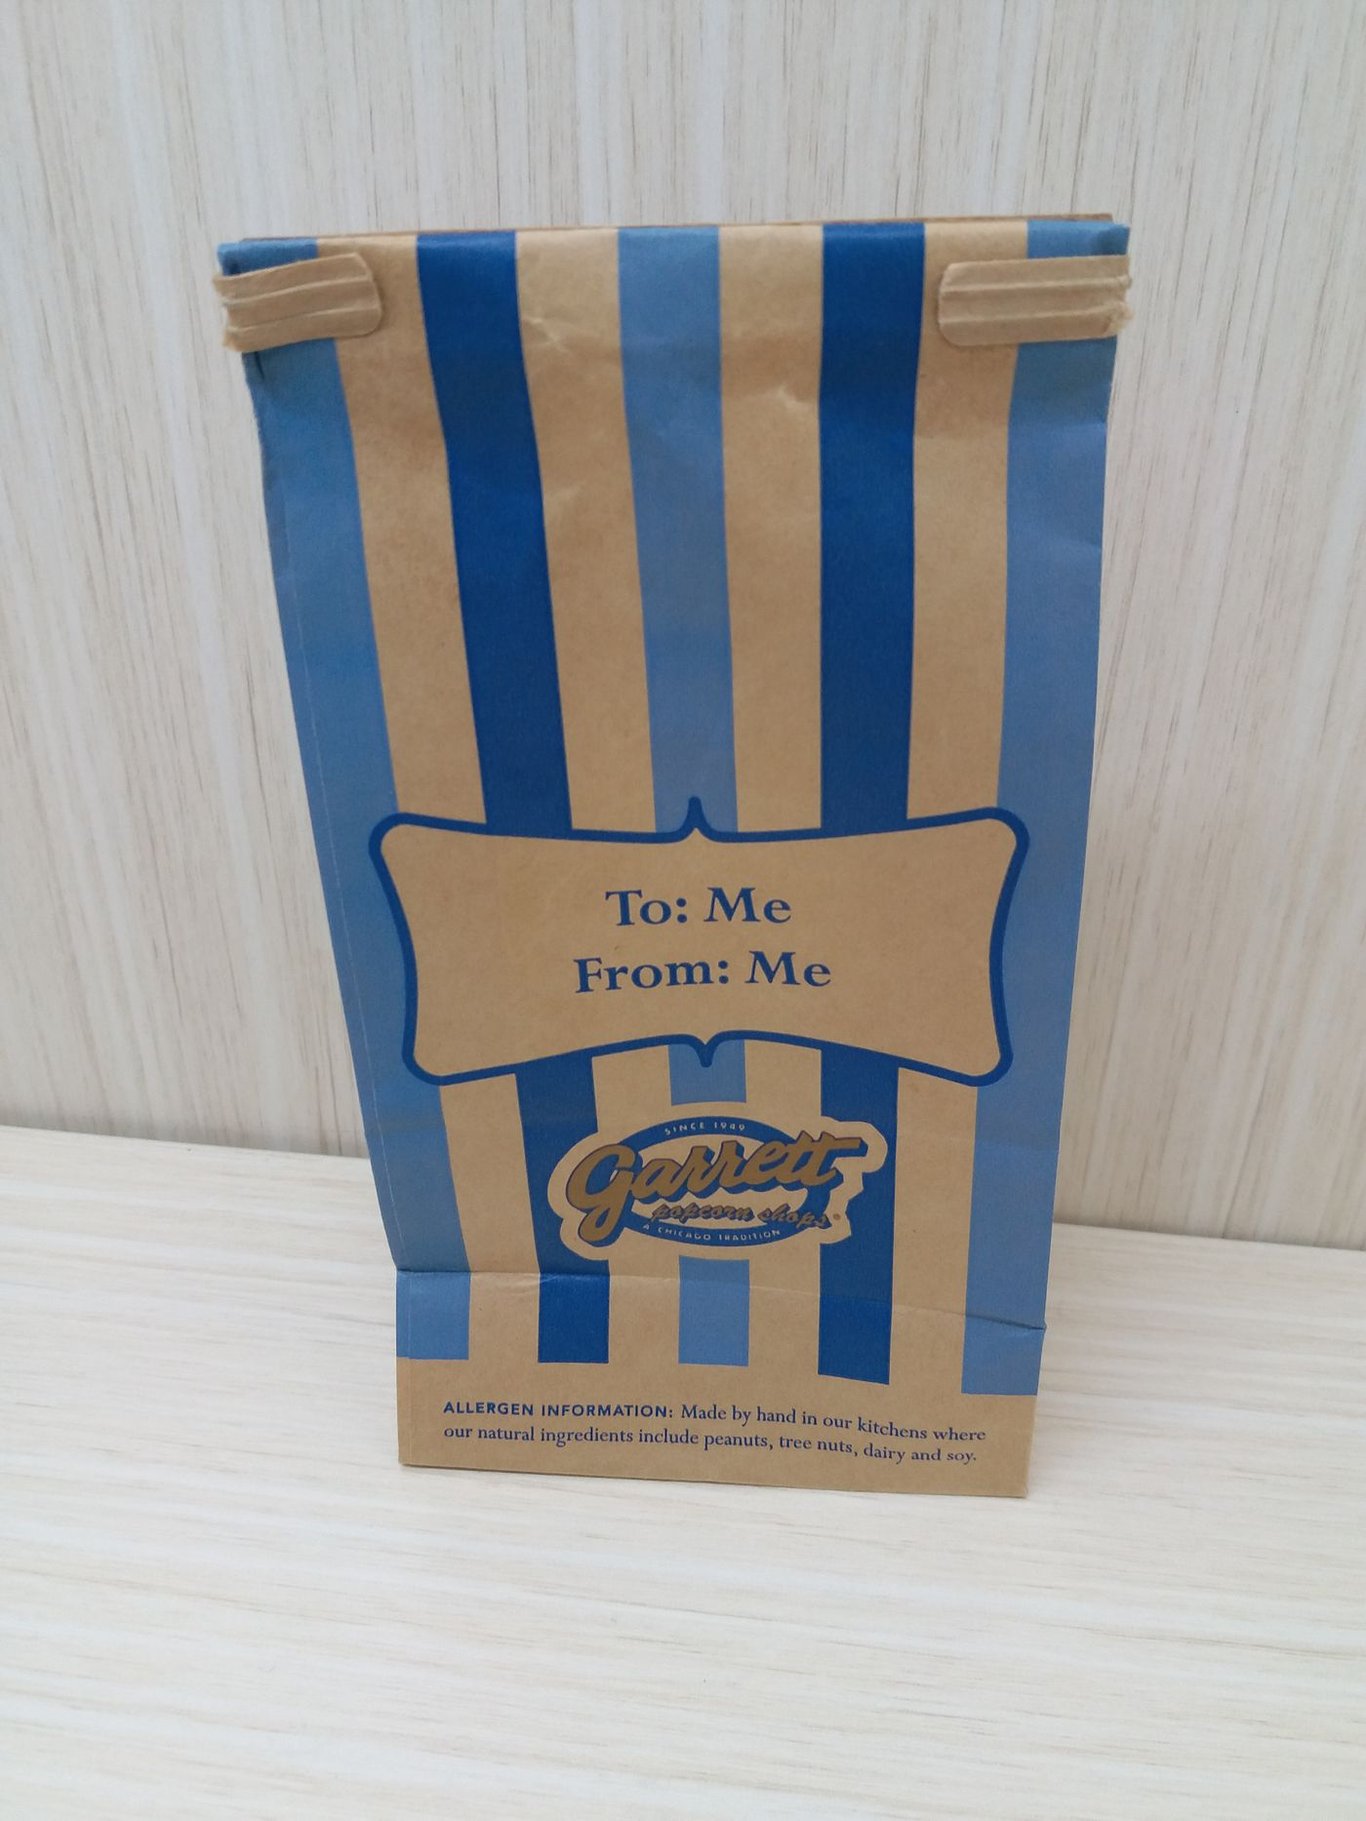 To: Me
From: Me
SINCE 1949
Garrett
popcorn shops®
A CHICAGO TRADITION
ALLERGEN INFORMATION: Made by hand in our kitchens where
our natural ingredients include peanuts, tree nuts, dairy and soy.